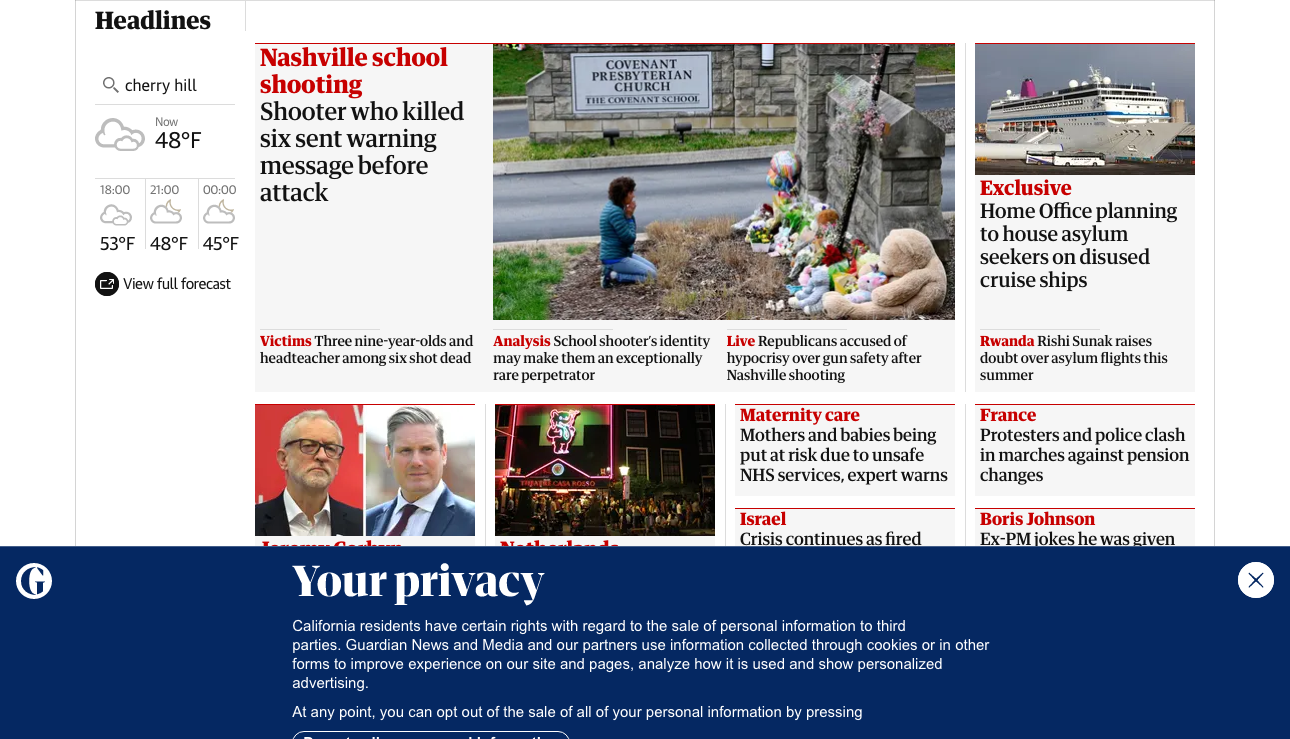 Headlines
cherry hill
Now
48°F
18:00
21:00
00:00
53°F
48°F
45°F
View full forecast
Nashville school
shooting
Shooter who killed
six sent warning
message before
attack
COVENANT
PRESBYTERIAN
CHURCH
THE COVENANT SCHOOL
Exclusive
Home Office planning
to house asylum
seekers on disused
cruise ships
Victims Three nine-year-olds and
headteacher among six shot dead
Analysis School shooter's identity
may make them an exceptionally
rare perpetrator
Live Republicans accused of
hypocrisy over gun safety after
Nashville shooting
Rwanda Rishi Sunak raises
doubt over asylum flights this
summer
THEATRE CASA ROSSO
Jeremy Corbyn
Netherlands
Maternity care
Mothers and babies being
put at risk due to unsafe
NHS services, expert warns
Israel
Crisis continues as fired
France
Protesters and police clash
in marches against pension
changes
Boris Johnson
Ex-PM jokes he was given
Your privacy
California residents have certain rights with regard to the sale of personal information to third
parties. Guardian News and Media and our partners use information collected through cookies or in other
forms to improve experience on our site and pages, analyze how it is used and show personalized
advertising.
At any point, you can opt out of the sale of all of your personal information by pressing